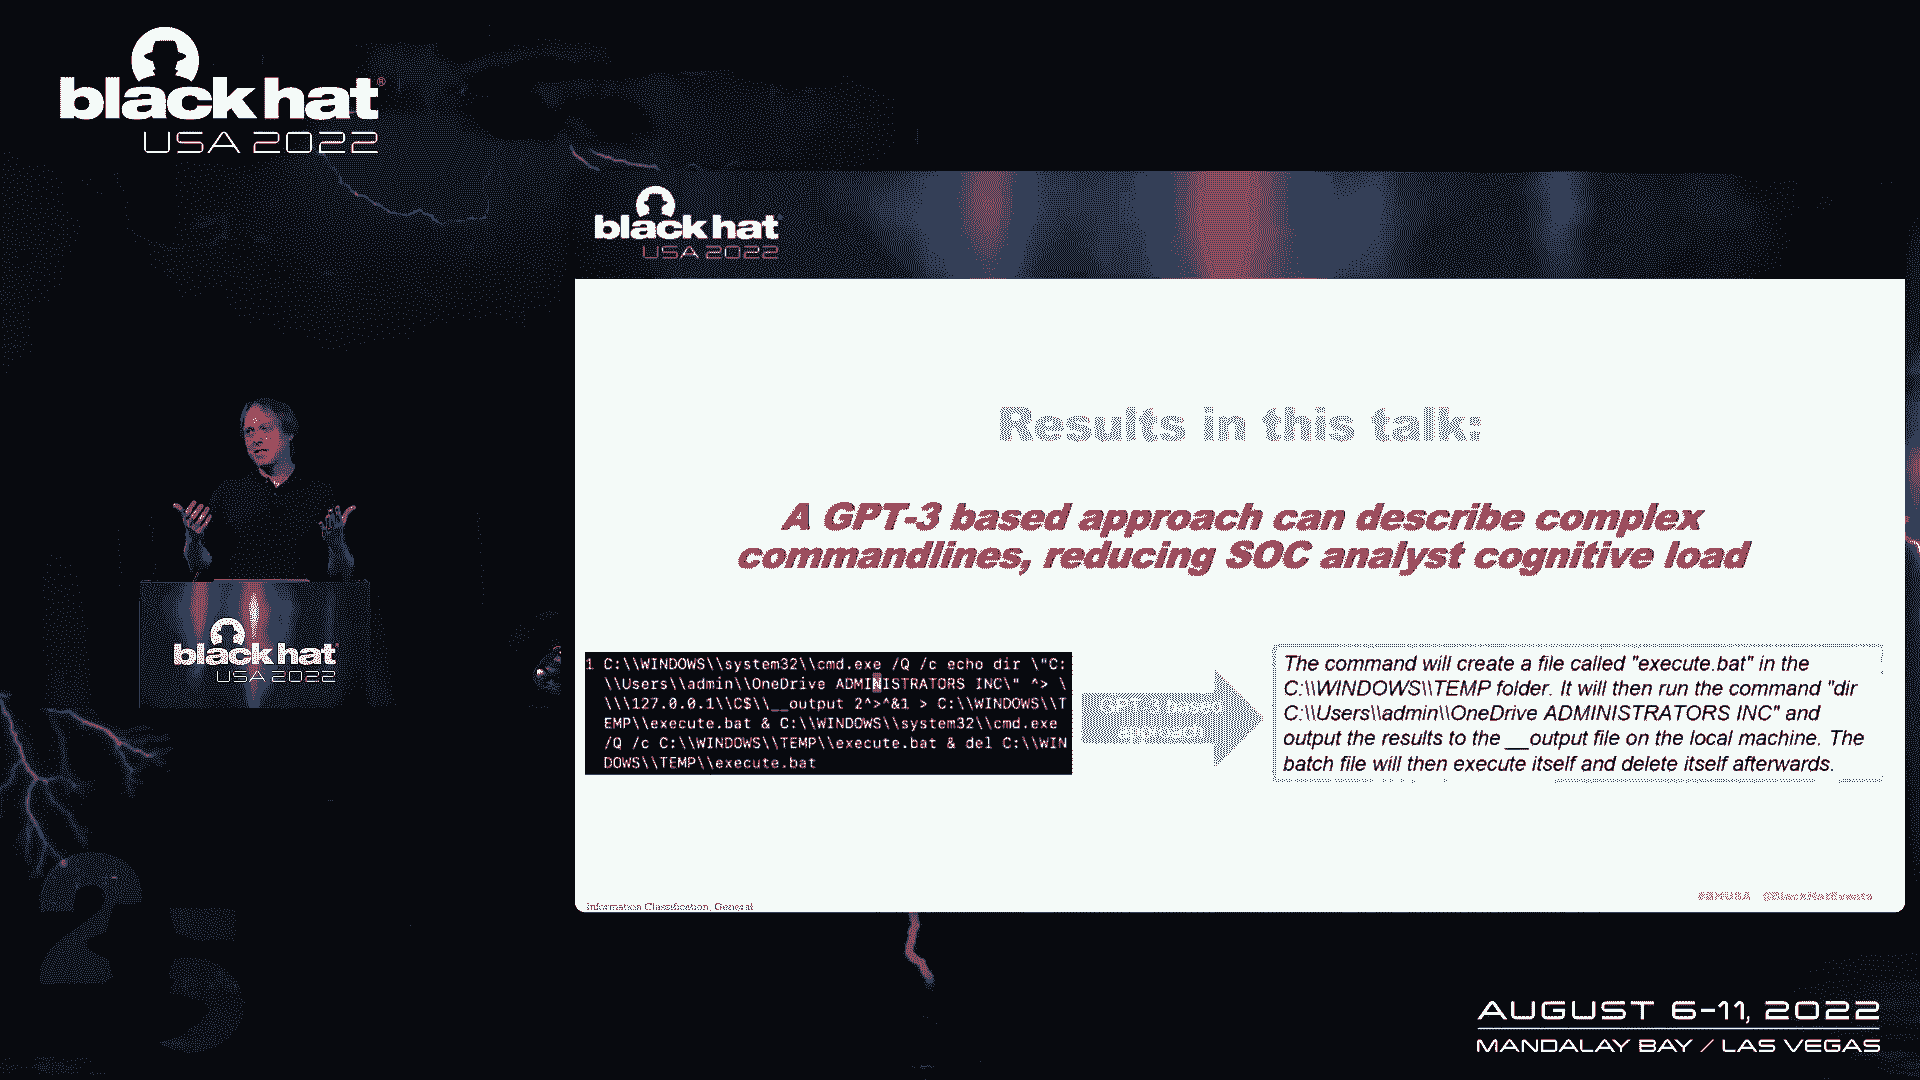 black hat®
USA 2022
black hat
USA 2022
Results in this talk:
A GPT-3 based approach can describe complex
commandlines, reducing SOC analyst cognitive load
1 C:\\WINDOWS\\system32\\cmd.exe /Q /c echo dir \"C:
\\Users\\admin\\OneDrive ADMINISTRATORS INC\" ^> \
\\\127.0.0.1\\C$\\__output 2^>^&1 > C:\\WINDOWS\\T
EMP\\execute.bat & C:\\WINDOWS\\system32\\cmd.exe
/Q /c C:\\WINDOWS\\TEMP\\execute.bat & del C:\\WIN
DOWS\\TEMP\\execute.bat
GPT-3 based
approach
The command will create a file called "execute.bat" in the
C:\\WINDOWS\\TEMP folder. It will then run the command "dir
C:\\Users\\admin\\OneDrive ADMINISTRATORS INC" and
output the results to the __output file on the local machine. The
batch file will then execute itself and delete itself afterwards.
Information Classification: General
#BHUSA @BlackHatEvents
black hat
USA 2022
25
AUGUST 6-11, 2022
MANDALAY BAY / LAS VEGAS